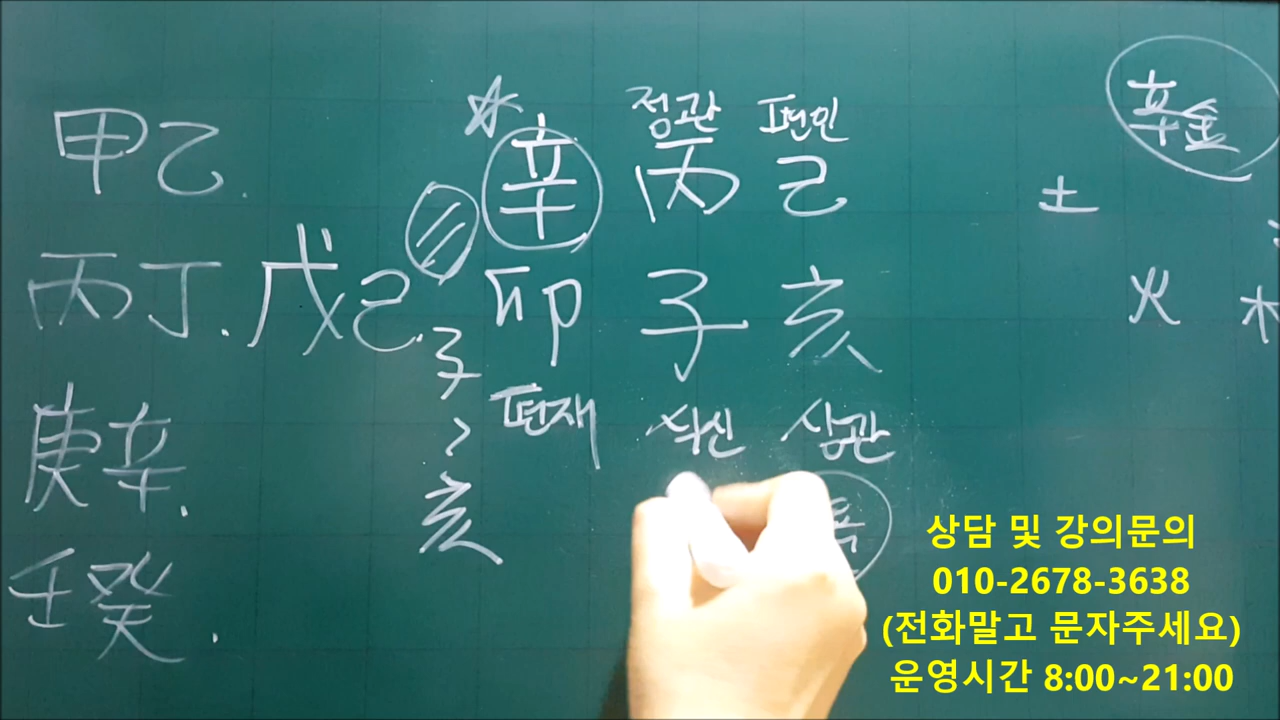 甲乙.
丙丁.戊己.
庚辛.
壬癸.
子
~
亥
정관 편인
辛 丙 己
卯 子 亥
편재 식신 상관
辛金
土
火
木
상담 및 강의문의
010-2678-3638
(전화말고 문자주세요)
운영시간 8:00~21:00